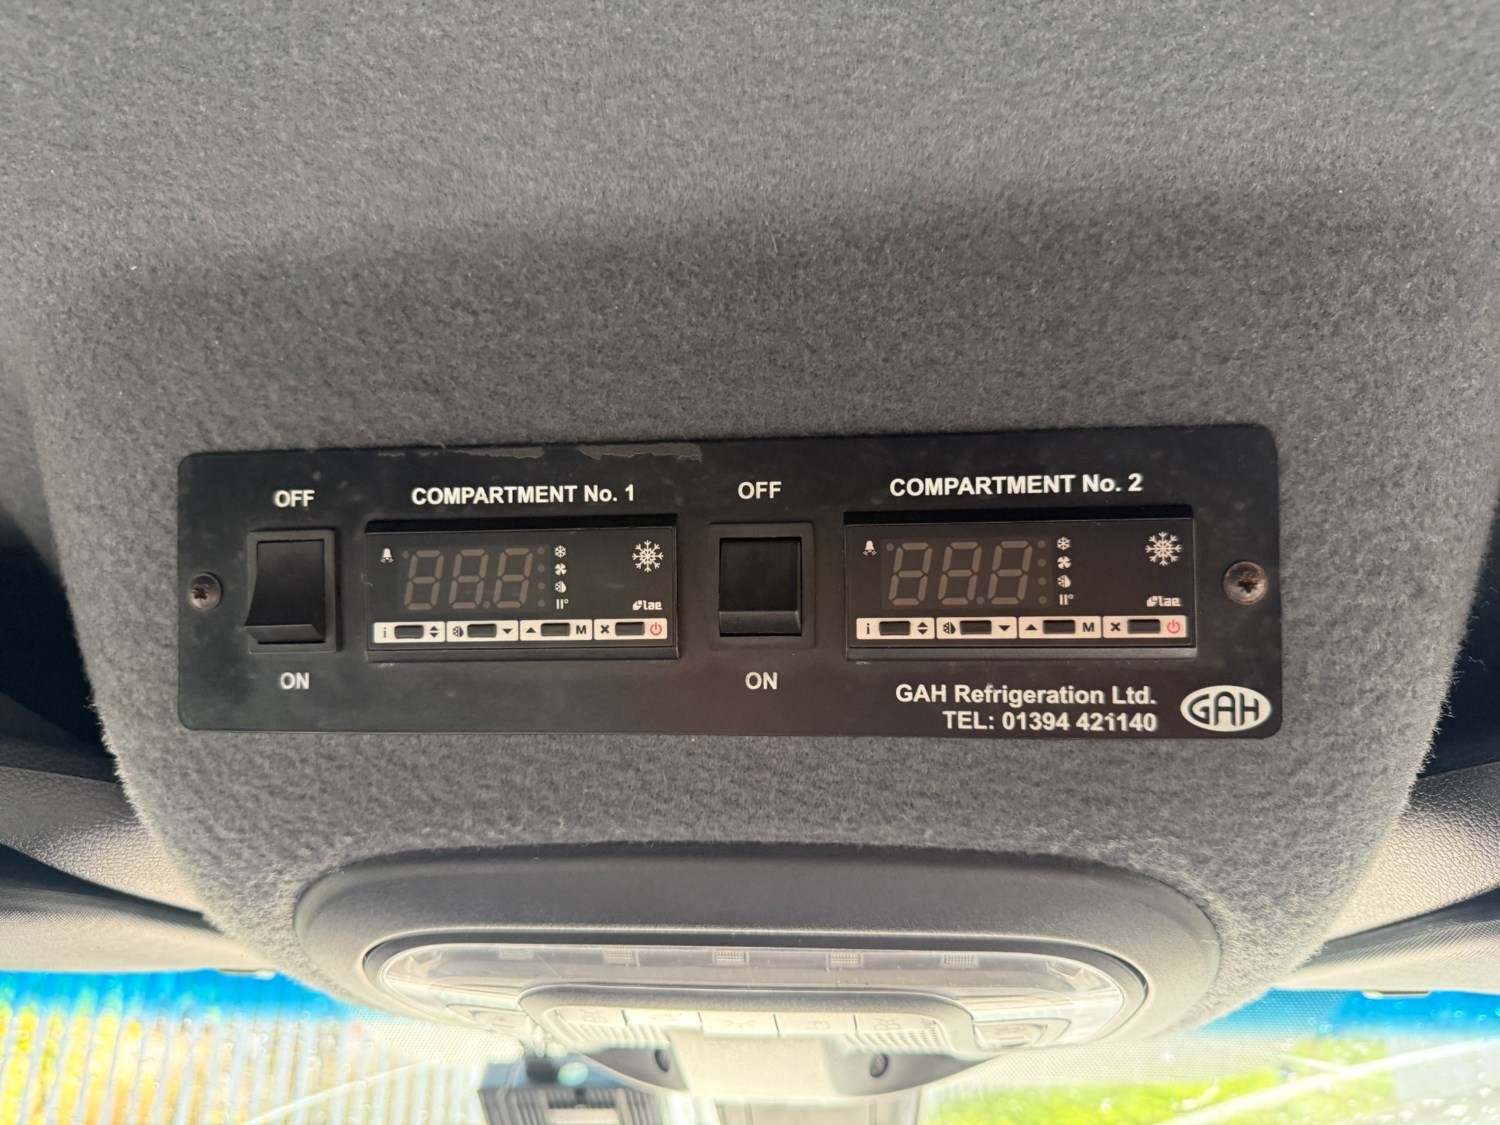 OFF
COMPARTMENT No. 1
OFF
COMPARTMENT No. 2
888
lae
i
M
888
lae
i
M
ON
ON
GAH Refrigeration Ltd.
TEL: 01394 421140
GAH